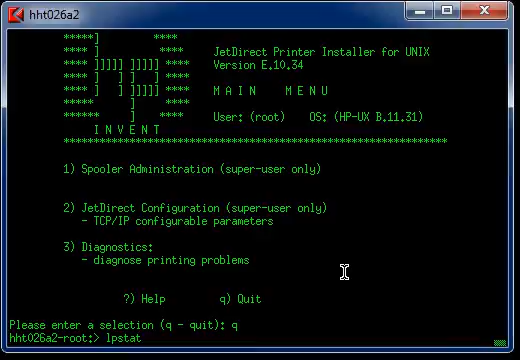 hht026a2
*****]          ****
****  ]           ****   JetDirect Printer Installer for UNIX
****  ]]]]] ]]]]] ****   Version E.10.34
****  ]   ] ]   ] ****
****  ]   ] ]]]]] ****   M A I N    M E N U
****        ]     ****
*****      ]     ****   User: (root)   OS: (HP-UX B.11.31)
I N V E N T
****************************************************************
1) Spooler Administration (super-user only)
2) JetDirect Configuration (super-user only)
- TCP/IP configurable parameters
3) Diagnostics:
- diagnose printing problems
?) Help        q) Quit
Please enter a selection (q - quit): q
hht026a2-root:> lpstat